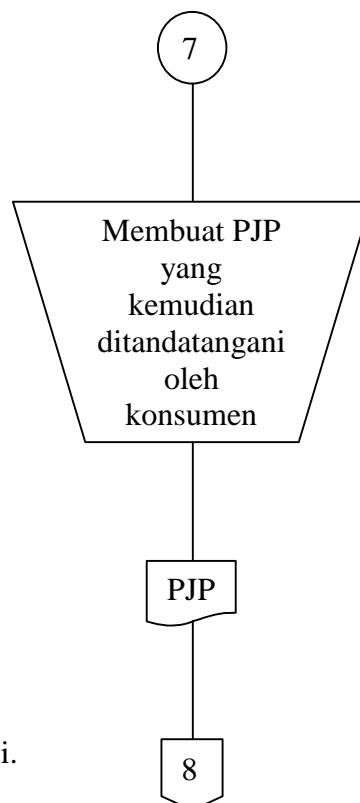 7
Membuat PJP
yang
kemudian
ditandatangani
oleh
konsumen
PJP
i.
8